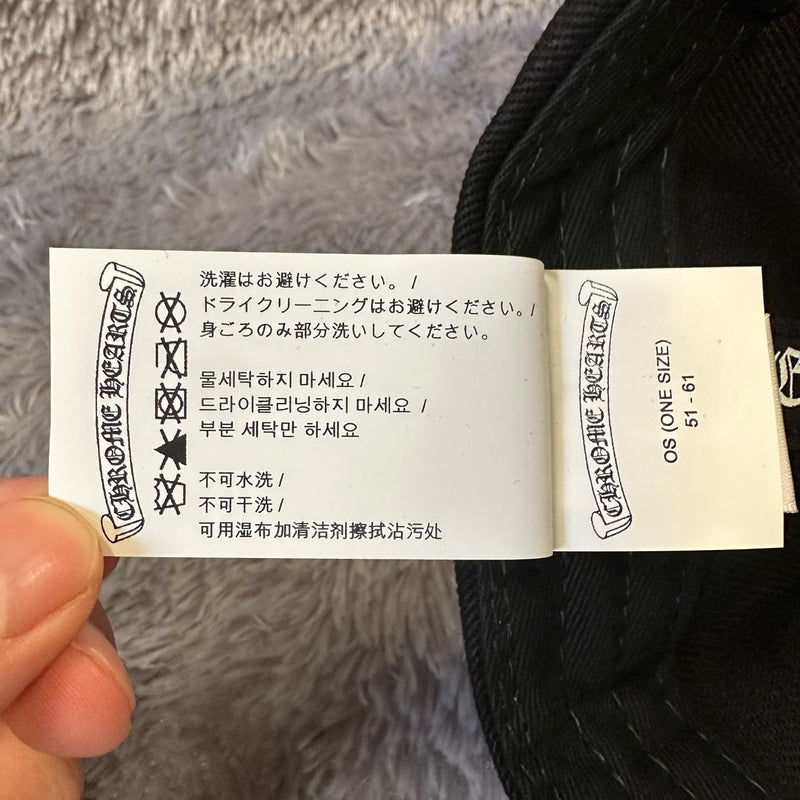 CHROME HEARTS
洗濯はお避けください。 /
ドライクリーニングはお避けください。 /
身ごろのみ部分洗いしてください。
물세탁하지 마세요 /
드라이클리닝하지 마세요 /
부분 세탁만 하세요
不可水洗 /
不可干洗 /
可用湿布加清洁剂擦拭沾污处
CHROME HEARTS
OS (ONE SIZE)
51 - 61